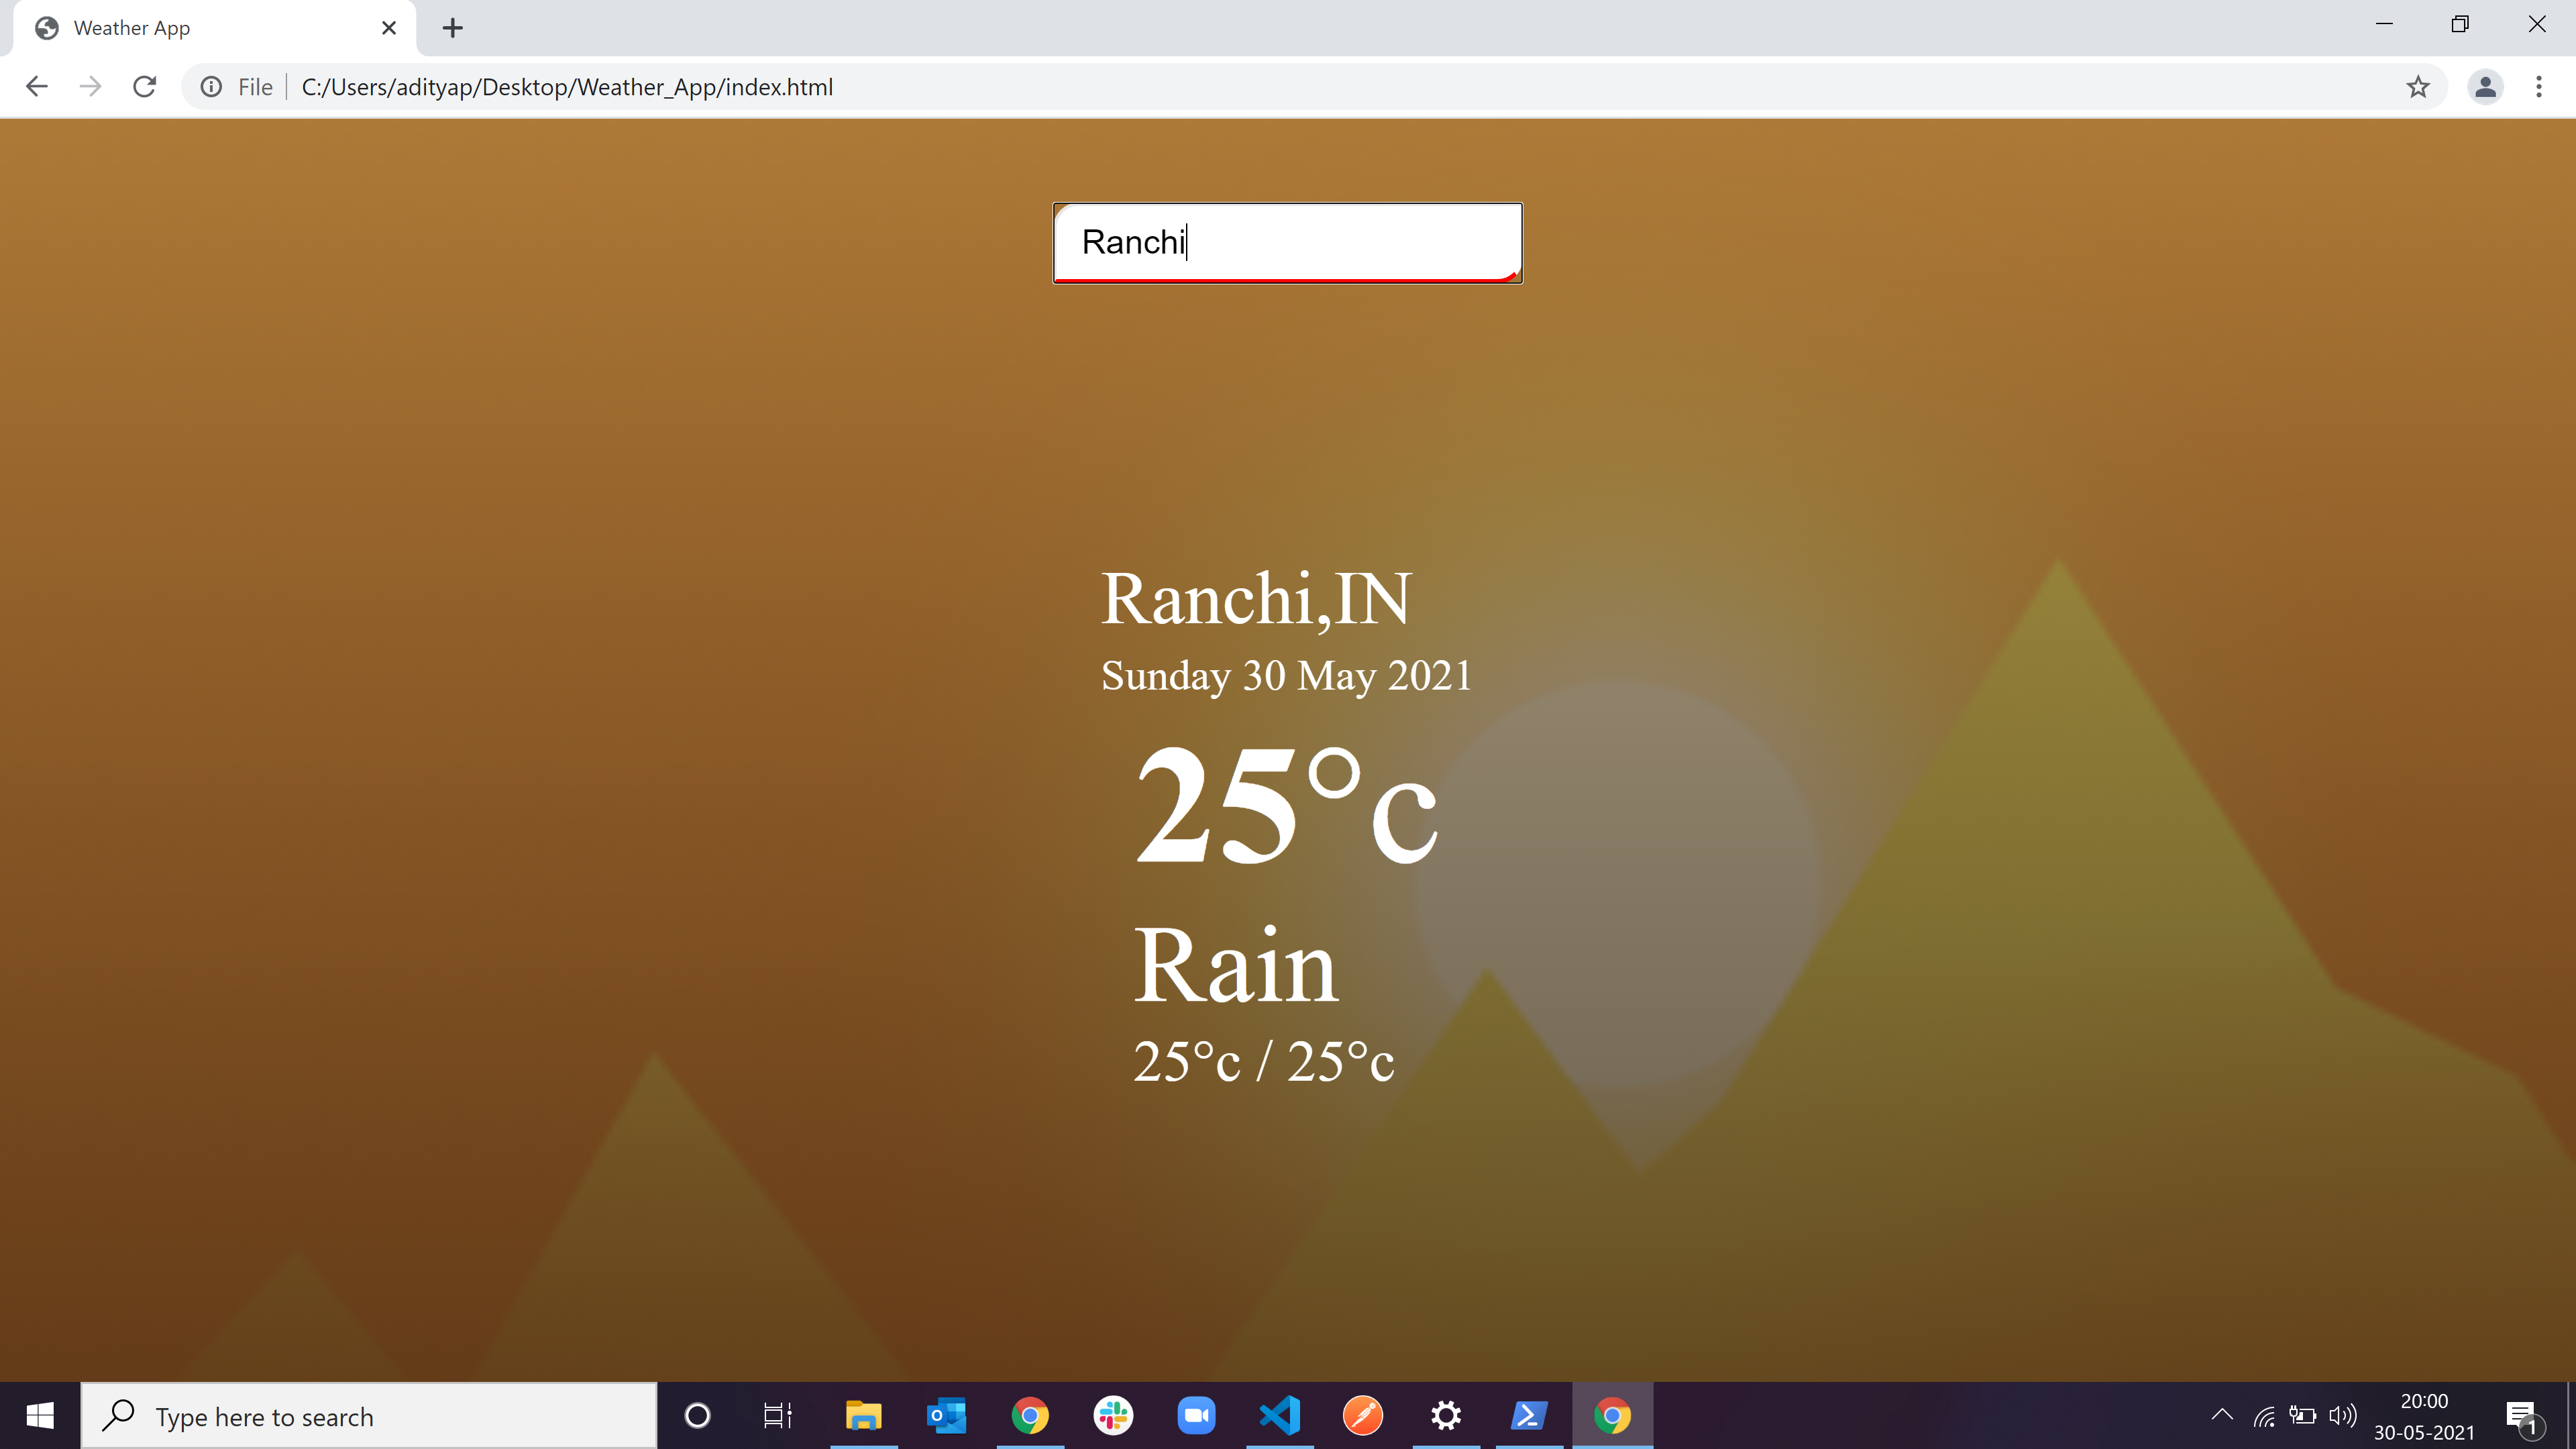 Weather App
File
C:/Users/adityap/Desktop/Weather_App/index.html
Ranchi
Ranchi,IN
Sunday 30 May 2021
25°c
Rain
25°c / 25°c
Type here to search
20:00
30-05-2021
1